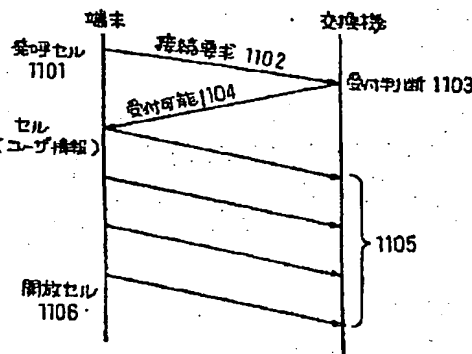 端末
交換機
発呼セル
1101
接続要求 1102
受付判断 1103
受付可能 1104
セル
(ユーザ情報)
1105
開放セル
1106